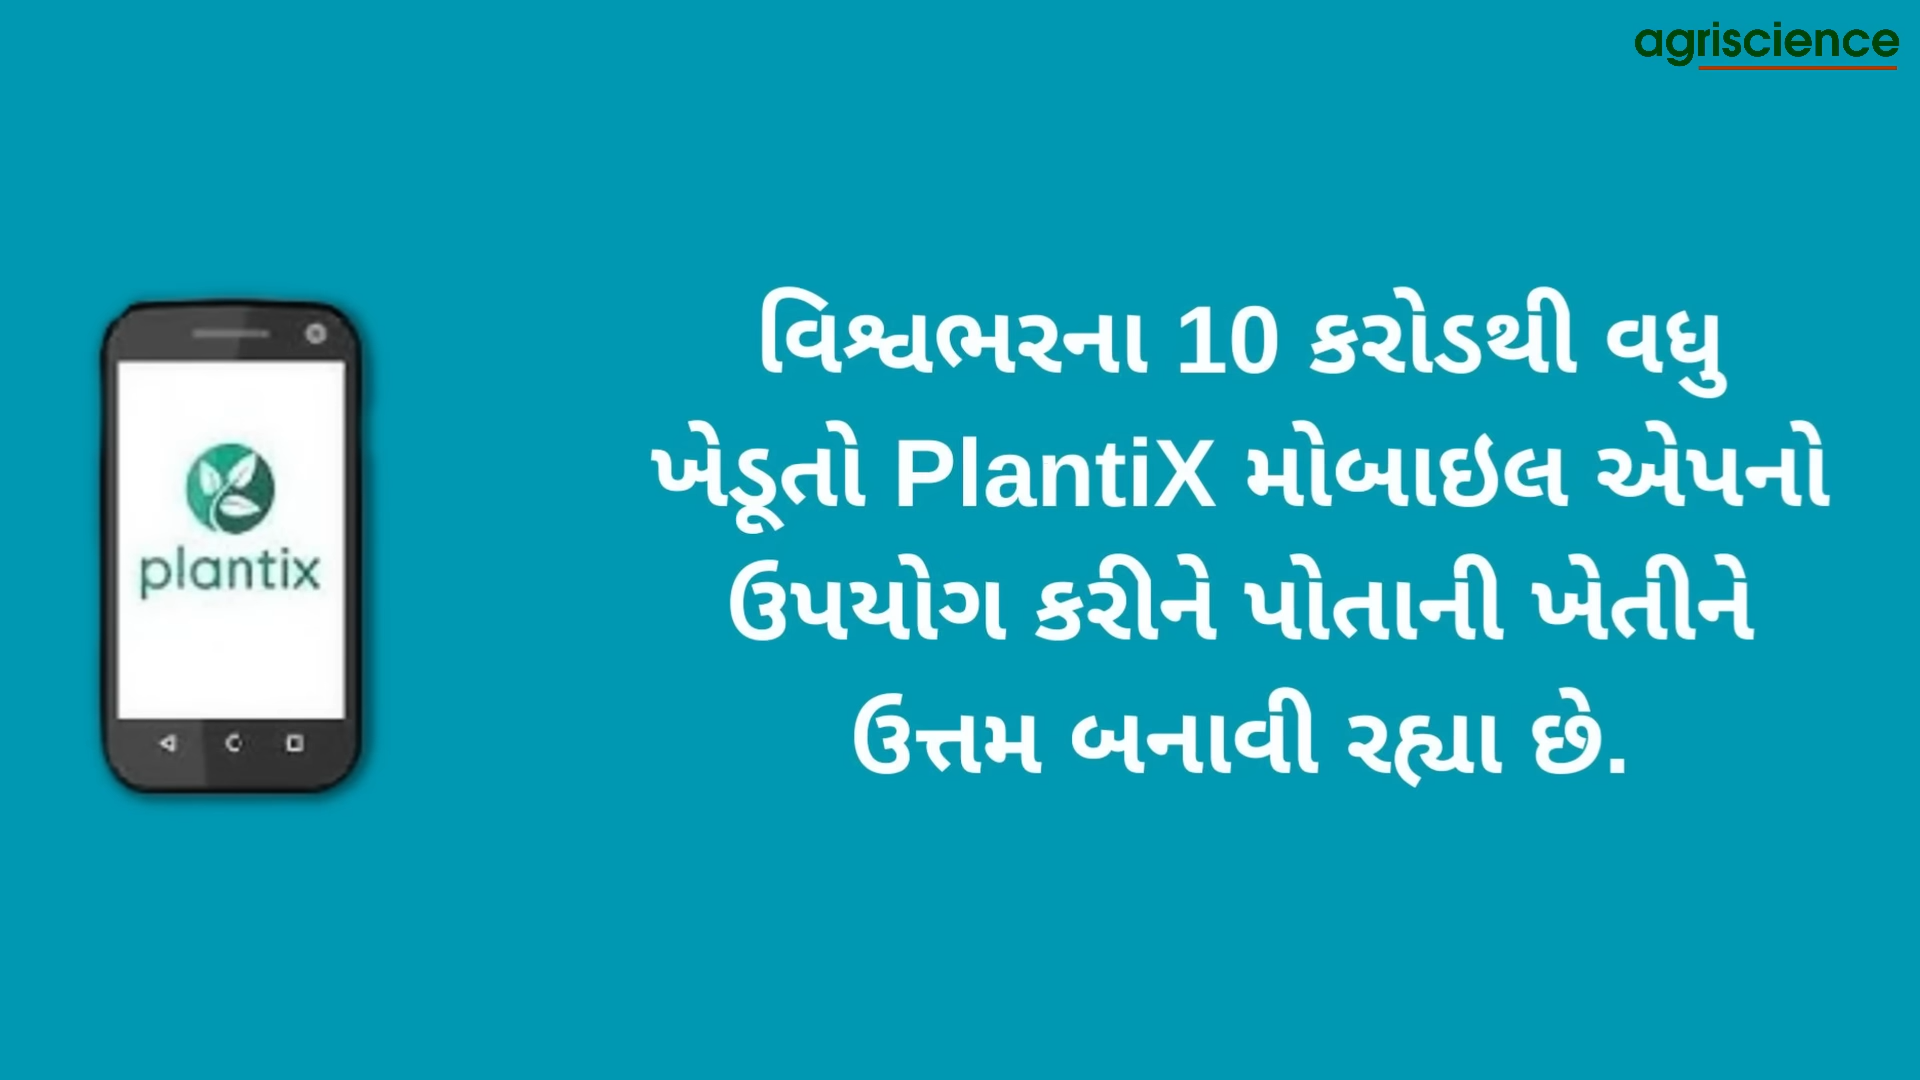 agriscience
plantix
વિશ્વભરના 10 કરોડથી વધુ
ખેડૂતો PlantiX મોબાઇલ એપનો
ઉપયોગ કરીને પોતાની ખેતીને
ઉત્તમ બનાવી રહ્યા છે.